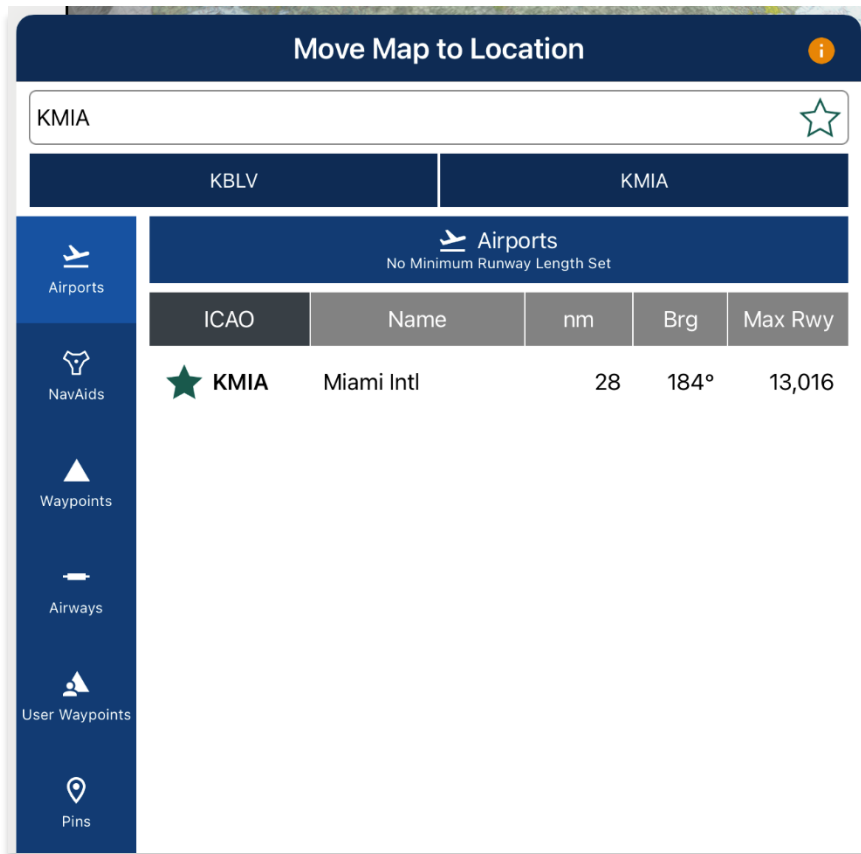 Move Map to Location
i
KMIA
KBLV
KMIA
Airports
NavAids
Waypoints
Airways
User Waypoints
Pins
Airports
No Minimum Runway Length Set
ICAO Name nm Brg Max Rwy
KMIA Miami Intl 28 184° 13,016